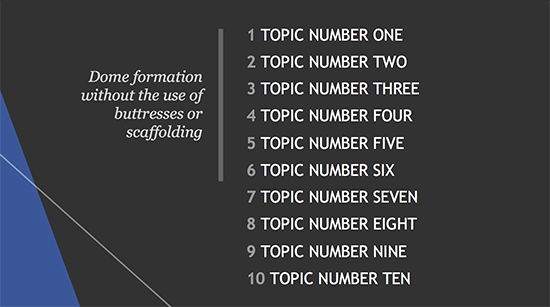 Dome formation
without the use of
buttresses or
scaffolding
1 TOPIC NUMBER ONE
2 TOPIC NUMBER TWO
3 TOPIC NUMBER THREE
4 TOPIC NUMBER FOUR
5 TOPIC NUMBER FIVE
6 TOPIC NUMBER SIX
7 TOPIC NUMBER SEVEN
8 TOPIC NUMBER EIGHT
9 TOPIC NUMBER NINE
10 TOPIC NUMBER TEN